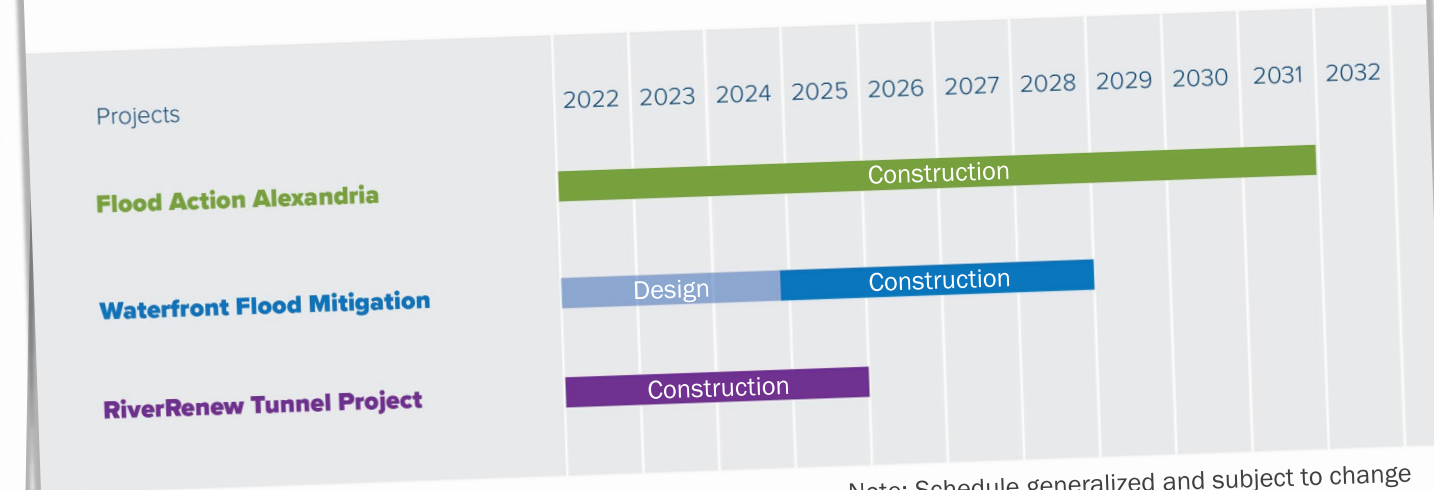 Projects 2022 2023 2024 2025 2026 2027 2028 2029 2030 2031 2032
Flood Action Alexandria Construction
Waterfront Flood Mitigation Design Construction
RiverRenew Tunnel Project Construction
Note: Schedule generalized and subject to change